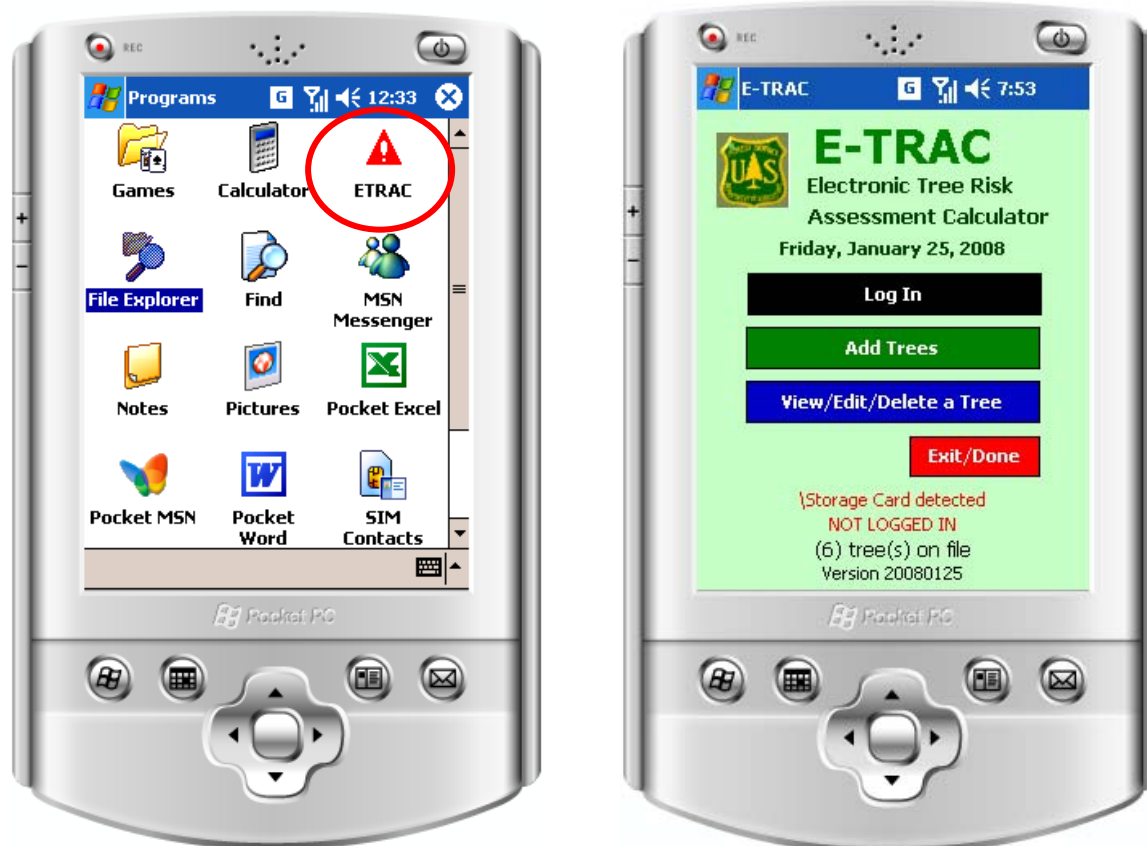 REC
Programs G 12:33
Games Calculator ETRAC
File Explorer Find MSN
Messenger
Notes Pictures Pocket Excel
Pocket MSN Pocket SIM
Word Contacts
Pocket PC
REC
E-TRAC G 7:53
UAS
E-TRAC
Electronic Tree Risk
Assessment Calculator
Friday, January 25, 2008
Log In
Add Trees
View/Edit/Delete a Tree
Exit/Done
\Storage Card detected
NOT LOGGED IN
(6) tree(s) on file
Version 20080125
Pocket PC